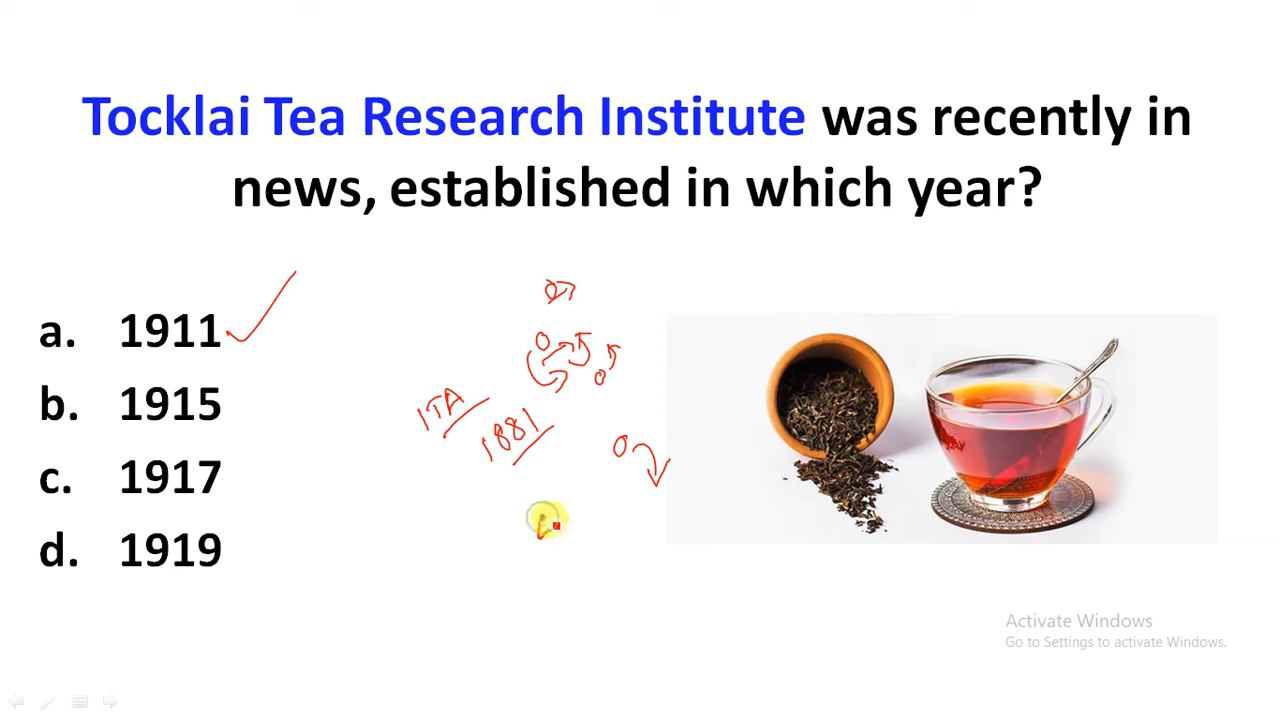 Tocklai Tea Research Institute was recently in
news, established in which year?
a. 1911
b. 1915
c. 1917
d. 1919
ITA
1881
Activate Windows
Go to Settings to activate Windows.